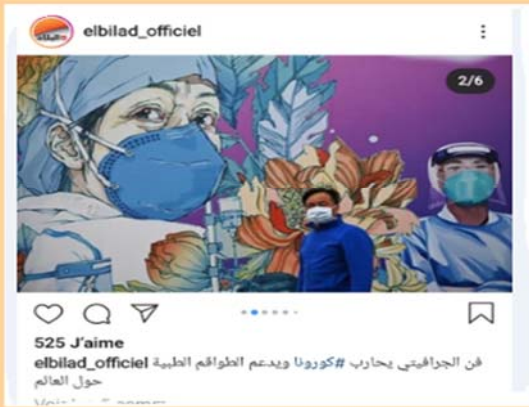 elbilad_officiel
2/6
525 J'aime
elbilad_officiel فن الجرافيتي يحارب #كورونا ويدعم الطواقم الطبية
حول العالم